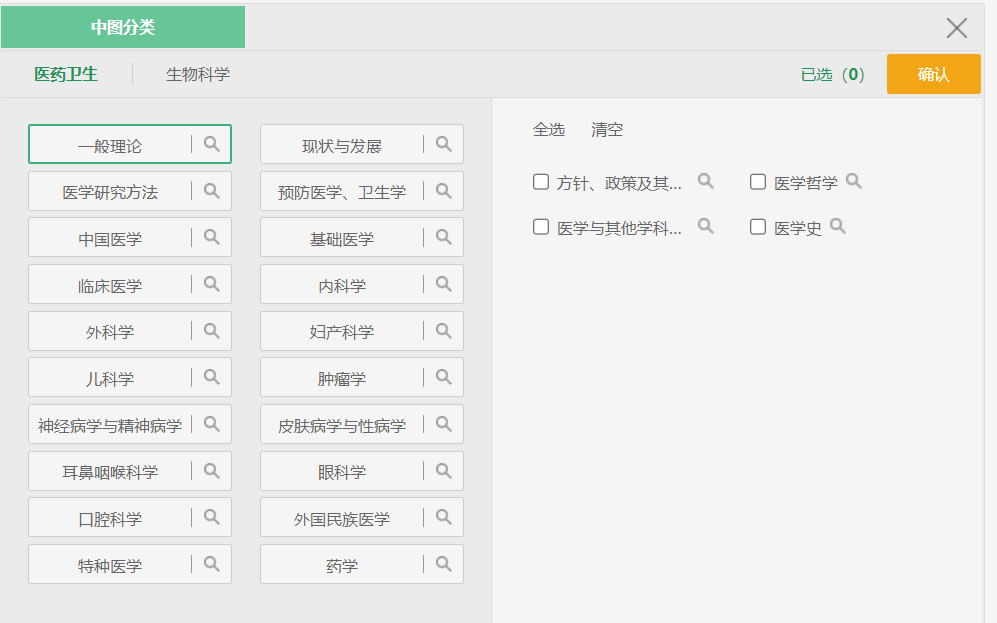 中图分类
医药卫生 生物科学 已选（0） 确认
全选 清空
一般理论 现状与发展
医学研究方法 预防医学、卫生学
中国医学 基础医学
临床医学 内科学
外科学 妇产科学
儿科学 肿瘤学
神经病学与精神病学 皮肤病学与性病学
耳鼻咽喉科学 眼科学
口腔科学 外国民族医学
特种医学 药学
方针、政策及其... 医学哲学
医学与其他学科... 医学史